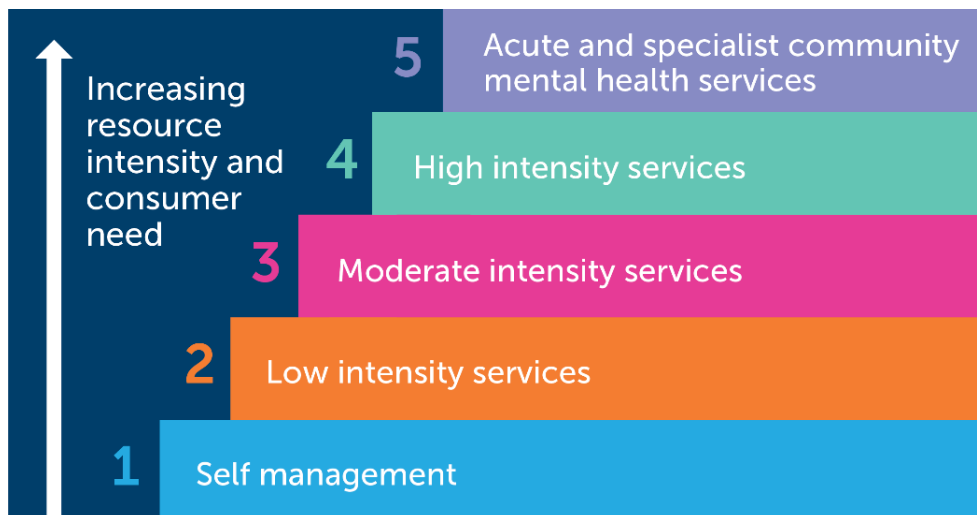 Increasing
resource
intensity and
consumer
need
5
Acute and specialist community
mental health services
4
High intensity services
3
Moderate intensity services
2
Low intensity services
1
Self management